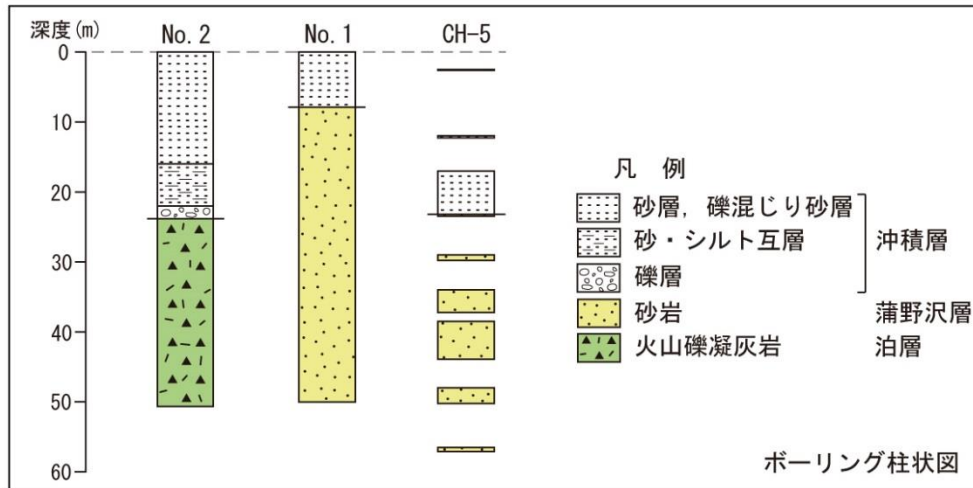 深度(m)
No. 2
No. 1
CH-5
0
10
20
30
40
50
60
凡 例
砂層，礫混じり砂層
砂・シルト互層
礫層
沖積層
砂岩 蒲野沢層
火山礫凝灰岩 泊層
ボーリング柱状図